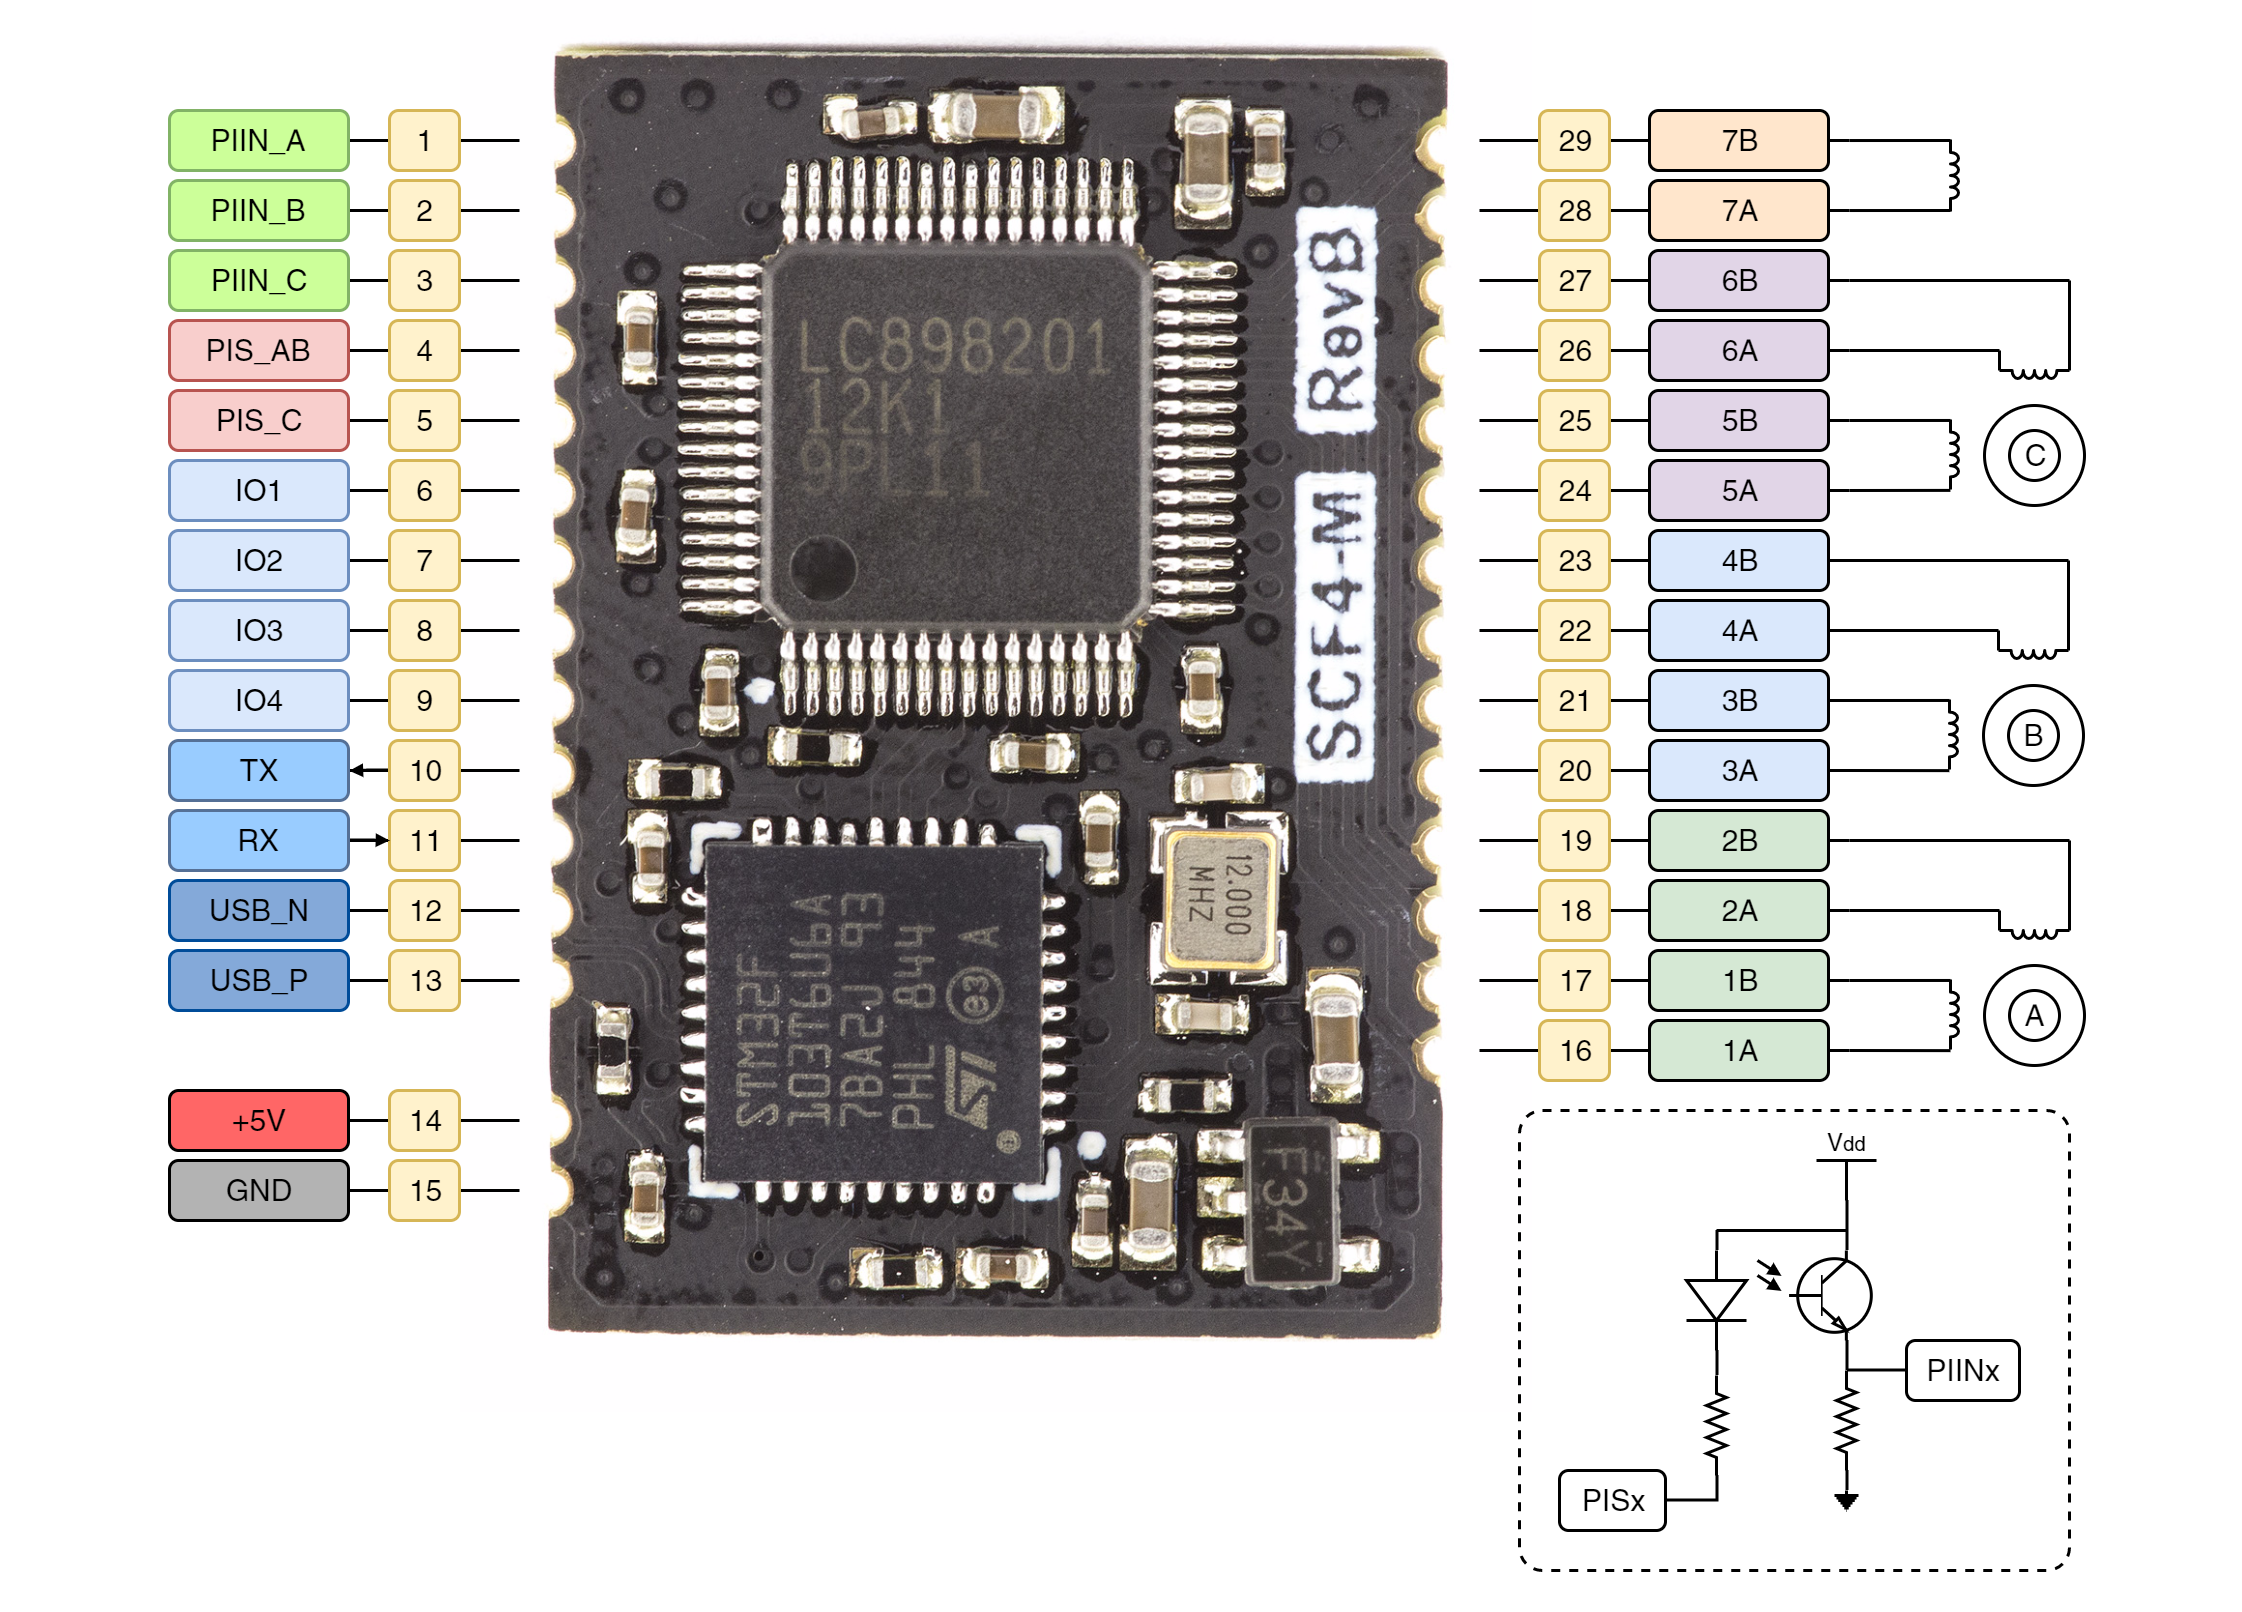 PIIN_A 1
PIIN_B 2
PIIN_C 3
PIS_AB 4
PIS_C 5
IO1 6
IO2 7
IO3 8
IO4 9
TX 10
RX 11
USB_N 12
USB_P 13
+5V 14
GND 15
LC898201
12K1
9PL11
RevB
SCF4-M
12.000
MHZ
STM32F
103T6U6A
7BA2J 93
PHL 844
e3 A
ST
F34Y
29 7B
28 7A
27 6B
26 6A
25 5B
24 5A
C
23 4B
22 4A
21 3B
20 3A
B
19 2B
18 2A
17 1B
16 1A
A
Vdd
PIINx
PISx